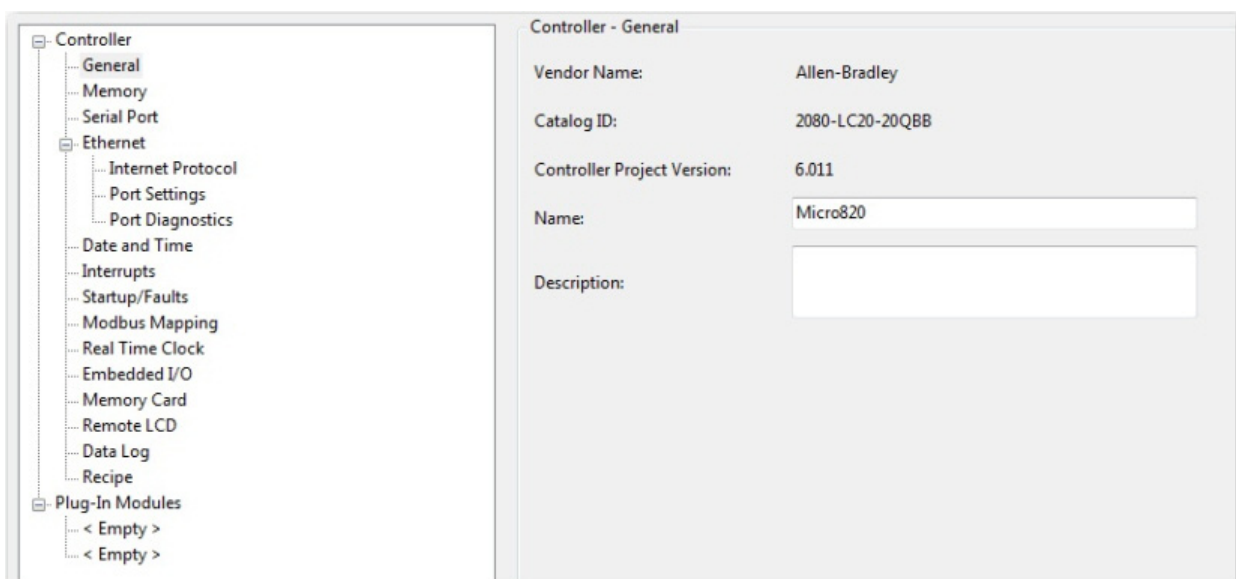 Controller
General
Memory
Serial Port
Ethernet
Internet Protocol
Port Settings
Port Diagnostics
Date and Time
Interrupts
Startup/Faults
Modbus Mapping
Real Time Clock
Embedded I/O
Memory Card
Remote LCD
Data Log
Recipe
Plug-In Modules
< Empty >
< Empty >
Controller - General
Vendor Name: Allen-Bradley
Catalog ID: 2080-LC20-20QBB
Controller Project Version: 6.011
Name: Micro820
Description: